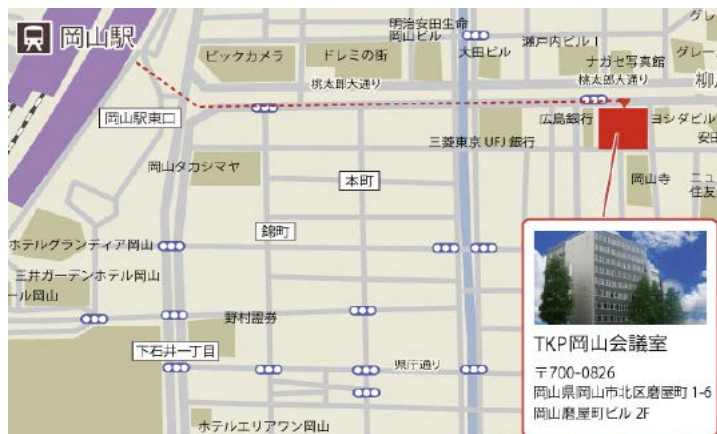 岡山駅
明治安田生命
岡山ビル
グレー
瀬戸内ビル
ビックカメラ
ドレミの街
大田ビル
ナガセ写真館
グレー
桃太郎大通り
桃太郎大通り
柳川
岡山駅東口
広島銀行
ヨシダビル
三菱東京UFJ銀行
安田
岡山タカシマヤ
本町
岡山寺
ニュー
住友
錦町
ホテルグランディア岡山
三井ガーデンホテル岡山
ール岡山
野村證券
下石井一丁目
県庁通り
ホテルエリアワン岡山
TKP岡山会議室
〒700-0826
岡山県岡山市北区磨屋町 1-6
岡山磨屋町ビル 2F